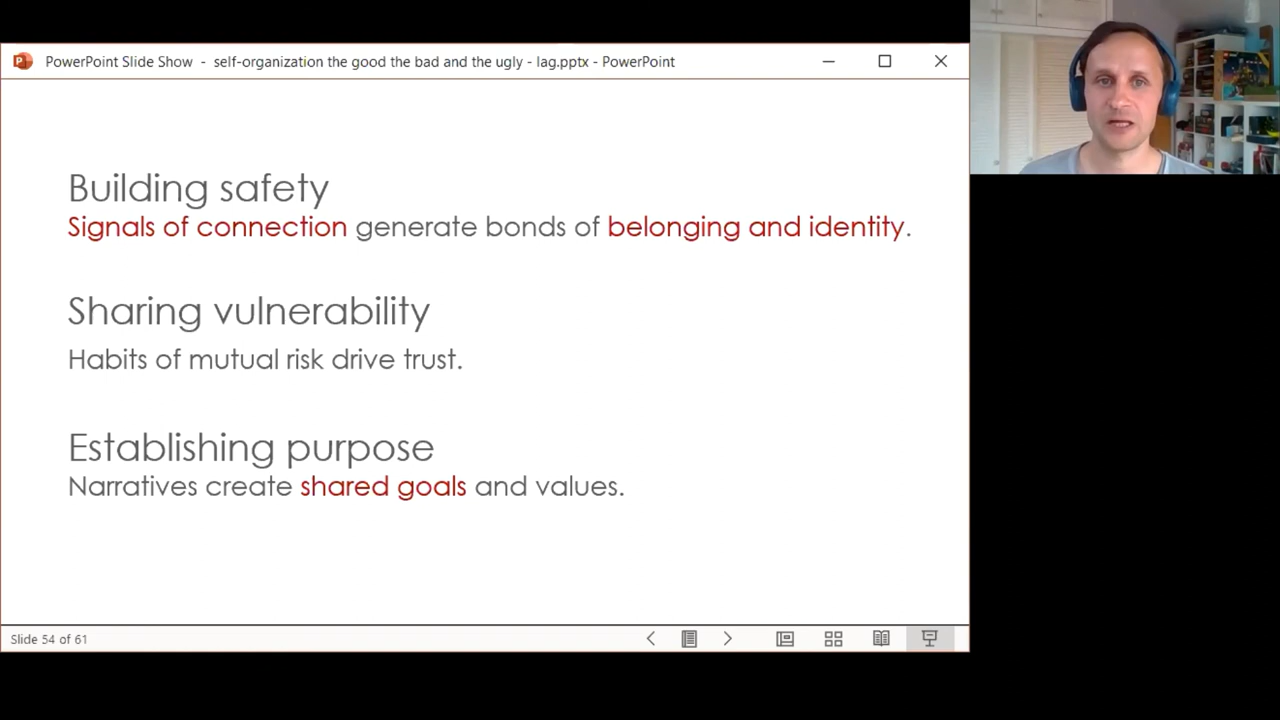 PowerPoint Slide Show - self-organization the good the bad and the ugly - lag.pptx - PowerPoint
Building safety
Signals of connection generate bonds of belonging and identity.
Sharing vulnerability
Habits of mutual risk drive trust.
Establishing purpose
Narratives create shared goals and values.
Slide 54 of 61